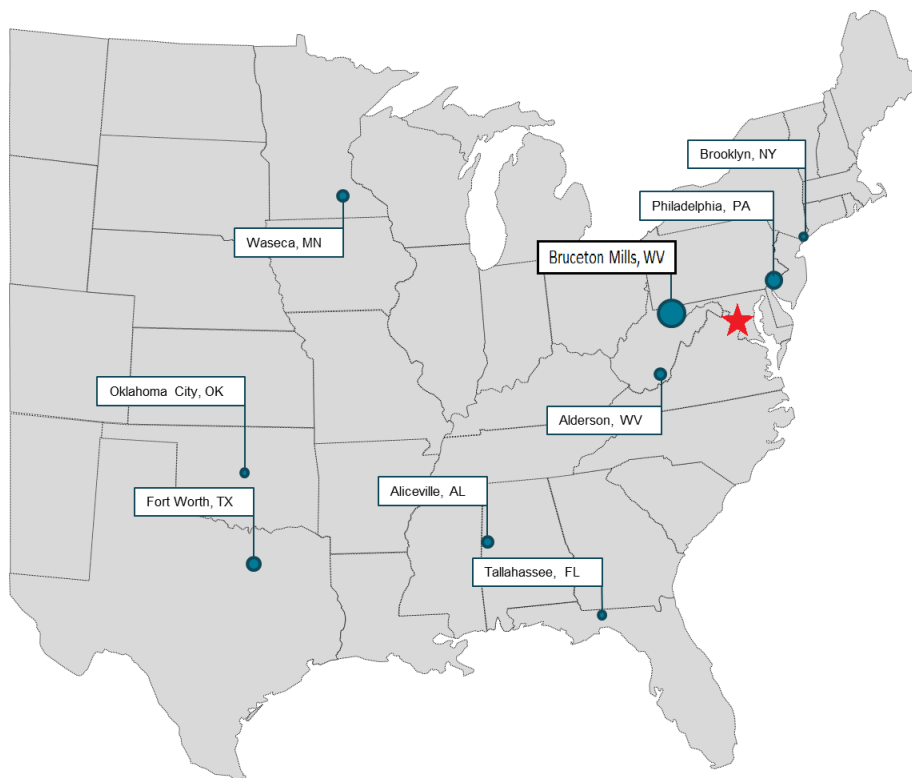 Brooklyn, NY
Philadelphia, PA
Waseca, MN
Bruceton Mills, WV
Oklahoma City, OK
Alderson, WV
Fort Worth, TX
Aliceville, AL
Tallahassee, FL